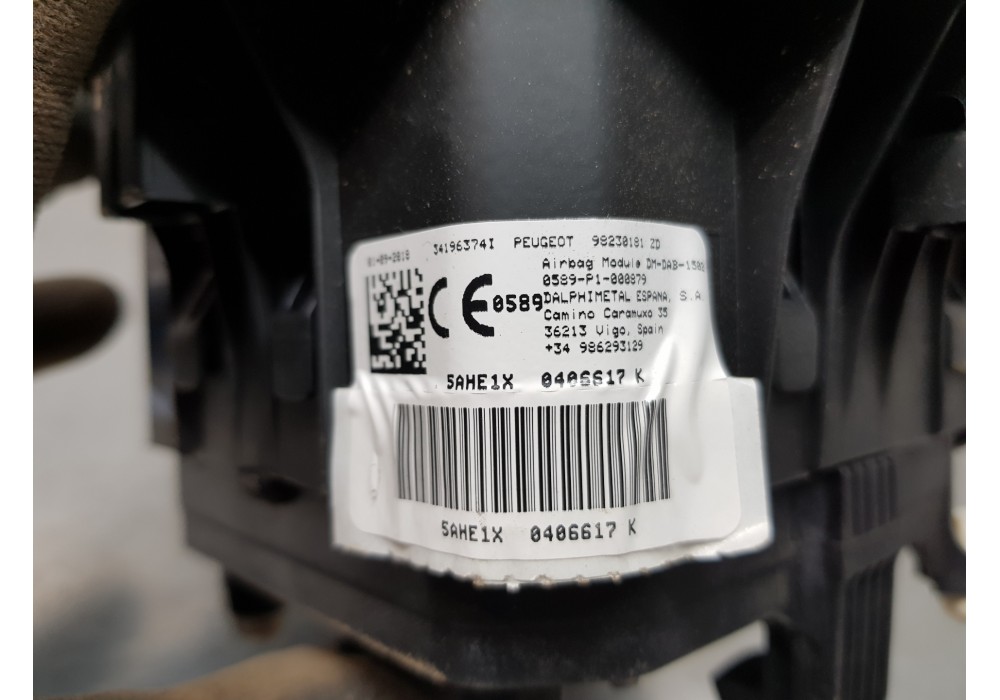 01-09-2018 34196374I PEUGEOT 98230181 ZD
Airbag Module
0589-P1-000879
CE 0589 DALPHIMETAL ESPANA, S.A
Camino Caramuxo 35
36213 Vigo, Spain
+34 986293129
5AHE1X 0406617 K
5AHE1X 0406617 K